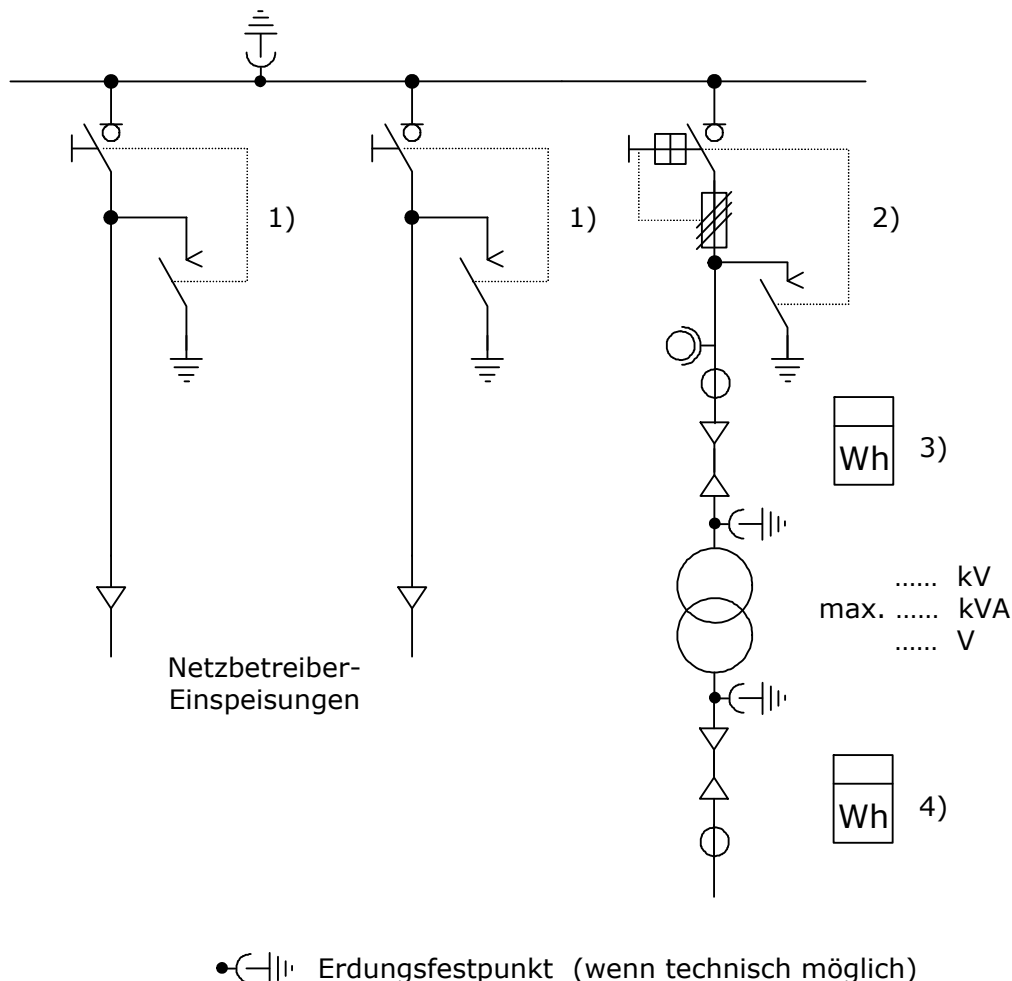 1)
1)
2)
Wh
3)
...... kV
max. ...... kVA
...... V
Netzbetreiber-
Einspeisungen
Wh
4)
Erdungsfestpunkt (wenn technisch möglich)